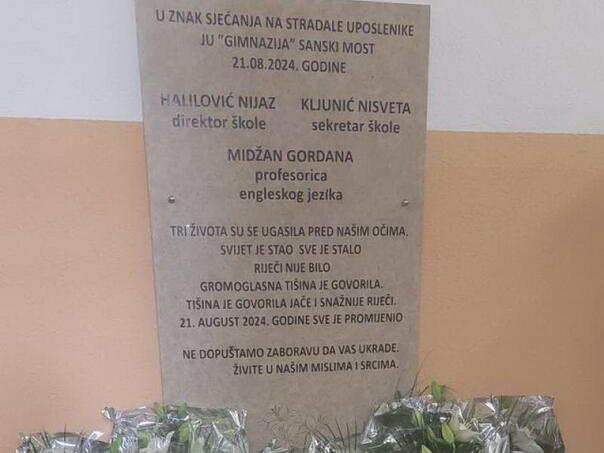 U ZNAK SJEĆANJA NA STRADALE UPOSLENIKE
JU "GIMNAZIJA" SANSKI MOST
21.08.2024. GODINE
HALILOVIĆ NIJAZ KLJUNIĆ NISVETA
direktor škole sekretar škole
MIDŽAN GORDANA
profesorica
engleskog jezika
TRI ŽIVOTA SU SE UGASILA PRED NAŠIM OČIMA.
SVIJET JE STAO SVE JE STALO
RIJEČI NIJE BILO
GROMOGLASNA TIŠINA JE GOVORILA.
TIŠINA JE GOVORILA JAČE I SNAŽNIJE RIJEČI.
21. AUGUST 2024. GODINE SVE JE PROMIJENIO
NE DOPUŠTAMO ZABORAVU DA VAS UKRADE.
ŽIVITE U NAŠIM MISLIMA I SRCIMA.